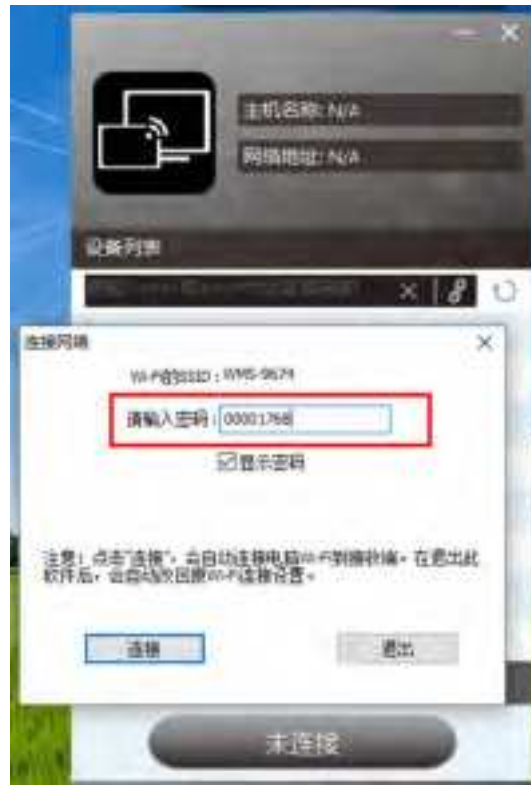 主机名称: N/A
网络地址: N/A
设备列表
连接网络
Wi-Fi的SSID : WMS-9674
请输入密码 : 00001768
显示密码
注意：点击"连接"，会自动连接电脑Wi-Fi到接收端。在退出此
软件后，会自动改回原Wi-Fi连接设置。
连接
退出
未连接